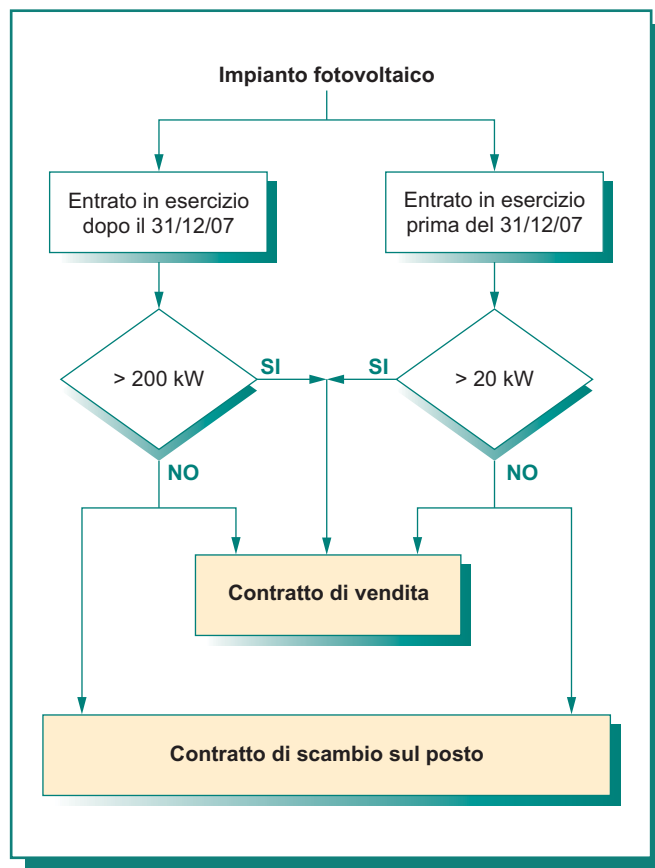 Impianto fotovoltaico
Entrato in esercizio
dopo il 31/12/07
Entrato in esercizio
prima del 31/12/07
> 200 kW
SI
SI
> 20 kW
NO
NO
Contratto di vendita
Contratto di scambio sul posto